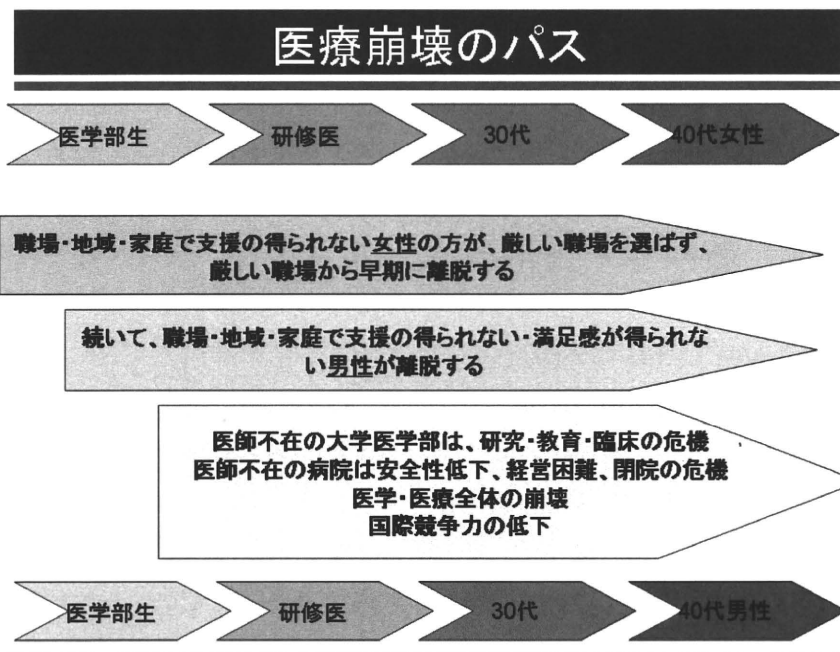 医療崩壊のパス
医学部生
研修医
30代
40代女性
職場・地域・家庭で支援の得られない女性の方が、厳しい職場を選ばず、
厳しい職場から早期に離脱する
続いて、職場・地域・家庭で支援の得られない・満足感が得られな
い男性が離脱する
医師不在の大学医学部は、研究・教育・臨床の危機
医師不在の病院は安全性低下、経営困難、閉院の危機
医学・医療全体の崩壊
国際競争力の低下
医学部生
研修医
30代
40代男性